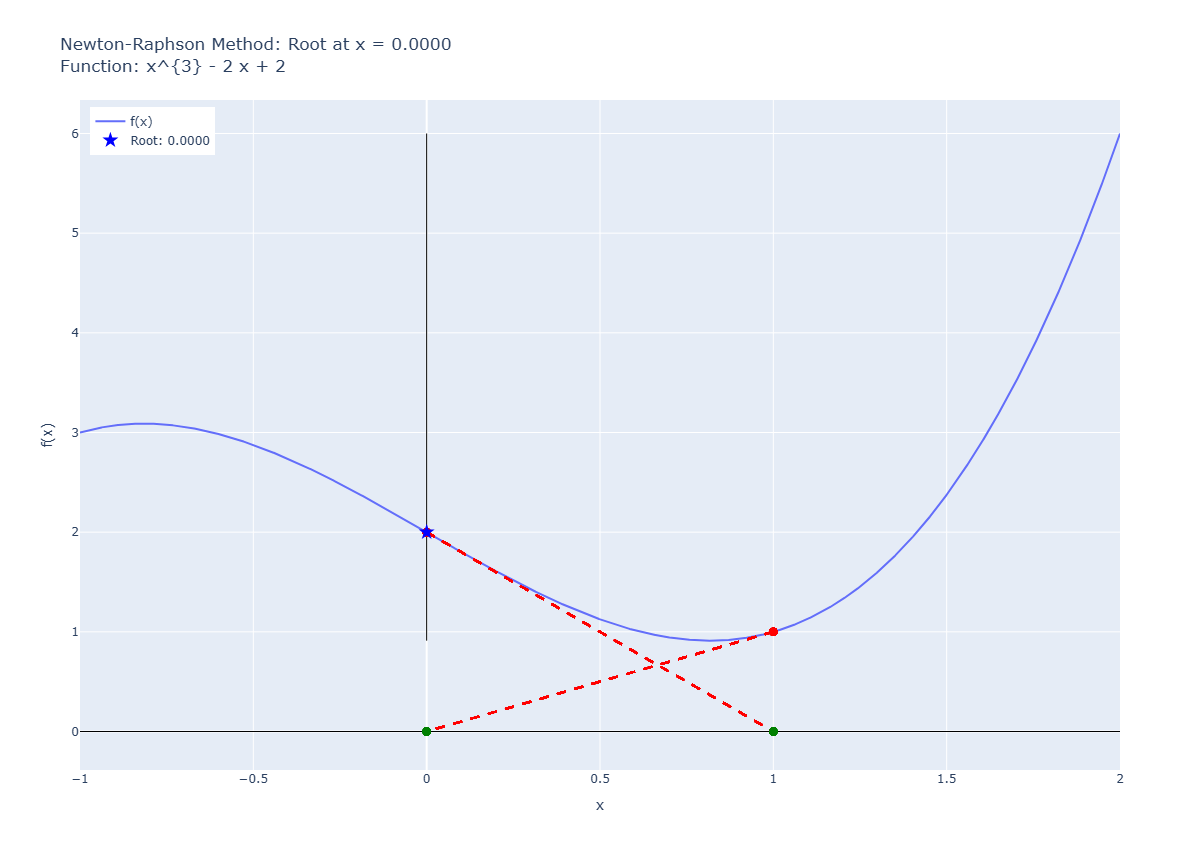 Newton-Raphson Method: Root at x = 0.0000
Function: x^{3} - 2 x + 2
f(x)
Root: 0.0000
6
5
4
3
2
1
0
f(x)
−1
−0.5
0
0.5
1
1.5
2
x